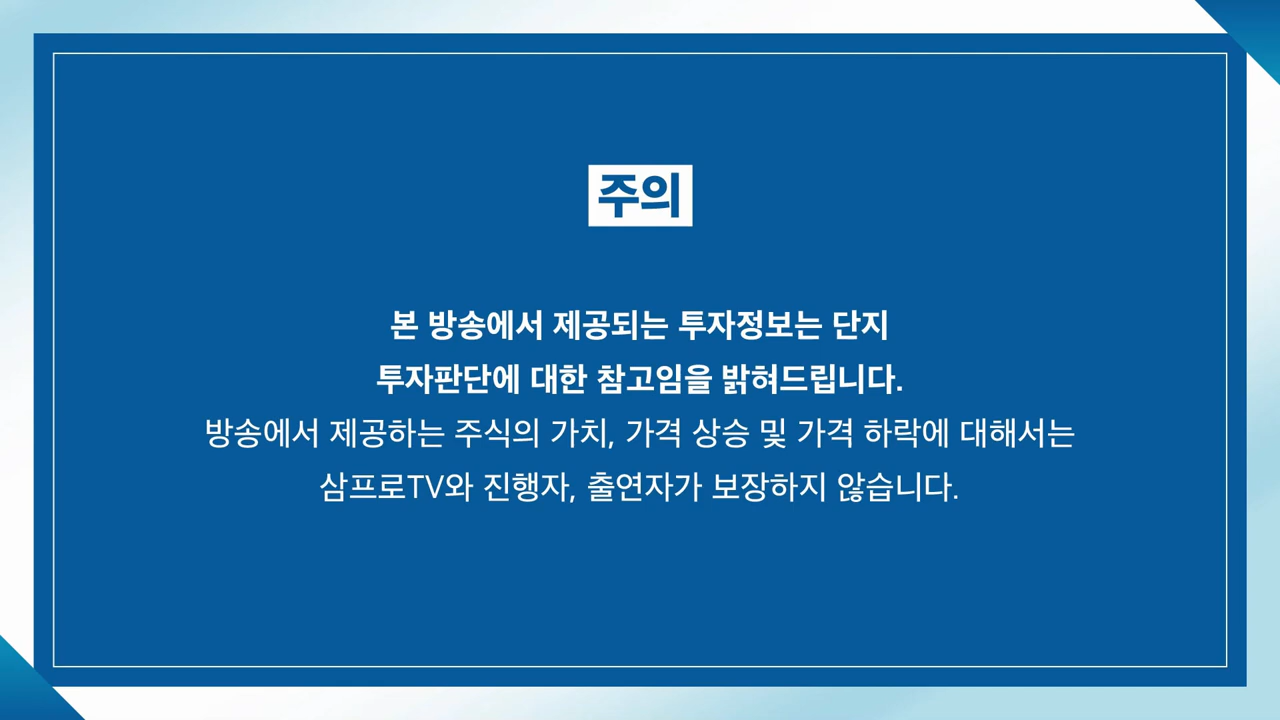 주의
본 방송에서 제공되는 투자정보는 단지
투자판단에 대한 참고임을 밝혀드립니다.
방송에서 제공하는 주식의 가치, 가격 상승 및 가격 하락에 대해서는
삼프로TV와 진행자, 출연자가 보장하지 않습니다.